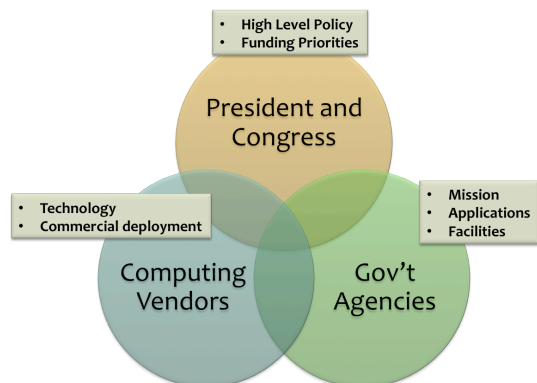 • High Level Policy
• Funding Priorities
President and
Congress
• Technology
• Commercial deployment
• Mission
• Applications
• Facilities
Computing
Vendors
Gov't
Agencies